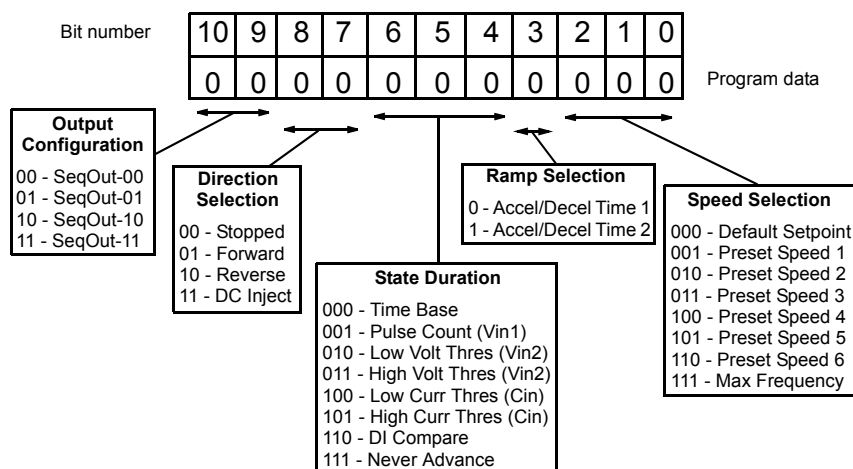 Bit number
10 9 8 7 6 5 4 3 2 1 0
0 0 0 0 0 0 0 0 0 0 0
Program data
Output
Configuration
00 - SeqOut-00
01 - SeqOut-01
10 - SeqOut-10
11 - SeqOut-11
Direction
Selection
00 - Stopped
01 - Forward
10 - Reverse
11 - DC Inject
State Duration
000 - Time Base
001 - Pulse Count (Vin1)
010 - Low Volt Thres (Vin2)
011 - High Volt Thres (Vin2)
100 - Low Curr Thres (Cin)
101 - High Curr Thres (Cin)
110 - DI Compare
111 - Never Advance
Ramp Selection
0 - Accel/Decel Time 1
1 - Accel/Decel Time 2
Speed Selection
000 - Default Setpoint
001 - Preset Speed 1
010 - Preset Speed 2
011 - Preset Speed 3
100 - Preset Speed 4
101 - Preset Speed 5
110 - Preset Speed 6
111 - Max Frequency